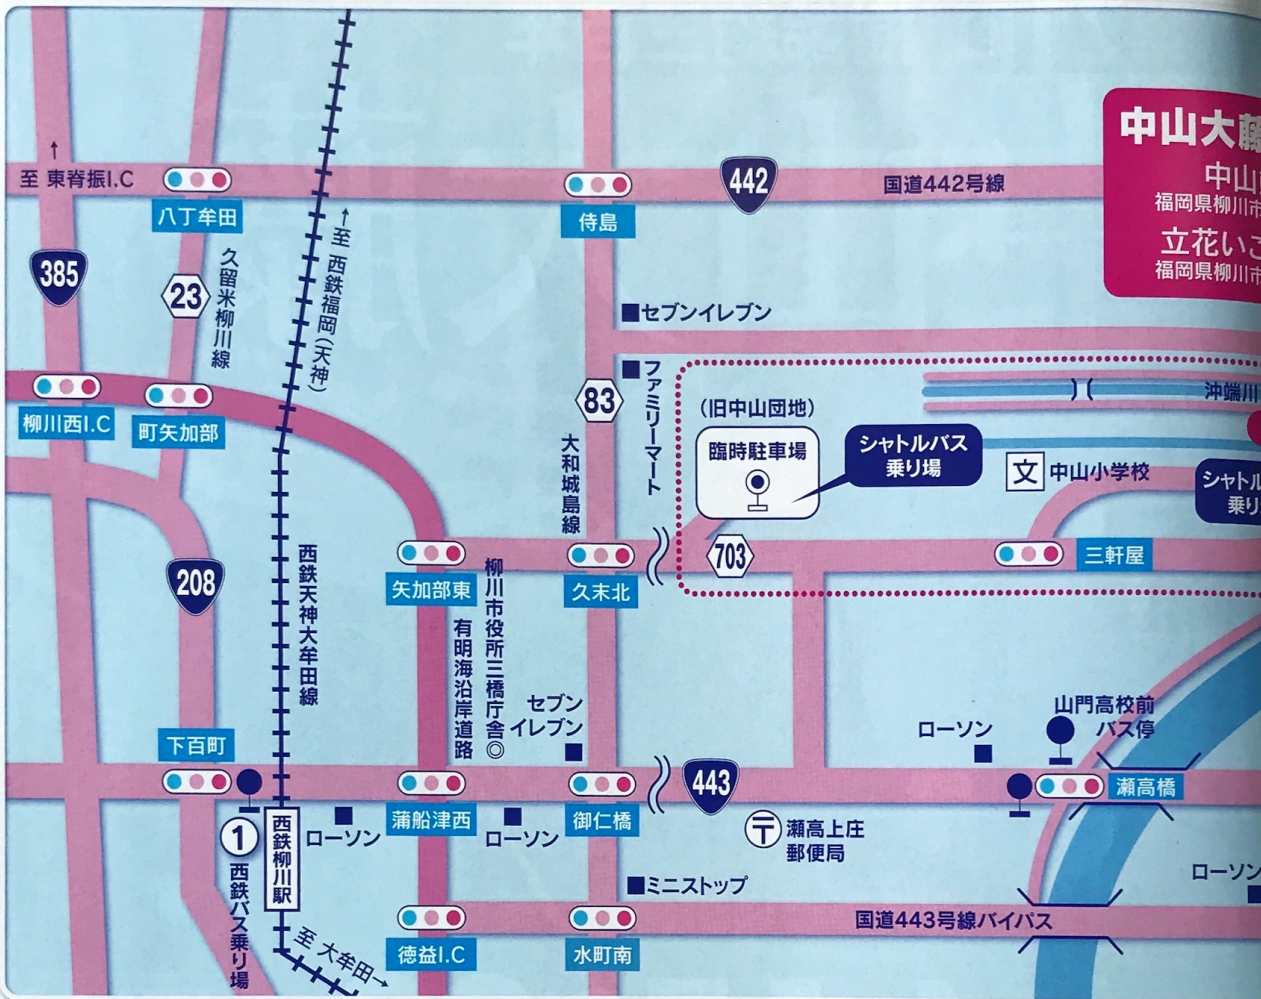 中山大藤
中山
福岡県柳川市
立花いこ
福岡県柳川市
至 東脊振I.C
八丁牟田
侍島
442
国道442号線
385
23
久留米柳川線
至 西鉄福岡(天神)
セブンイレブン
ファミリーマート
83
大和城島線
柳川西I.C
町矢加部
(旧中山団地)
臨時駐車場
シャトルバス
乗り場
沖端川
文
中山小学校
シャトル
乗り
208
西鉄天神大牟田線
矢加部東
久末北
703
三軒屋
柳川市役所三橋庁舎◎
有明海沿岸道路
セブン
イレブン
下百町
蒲船津西
御仁橋
443
ローソン
山門高校前
バス停
瀬高橋
1
西鉄バス乗り場
西鉄柳川駅
ローソン
ローソン
〒
瀬高上庄
郵便局
ミニストップ
ローソン
国道443号線バイパス
徳益I.C
水町南
至 大牟田